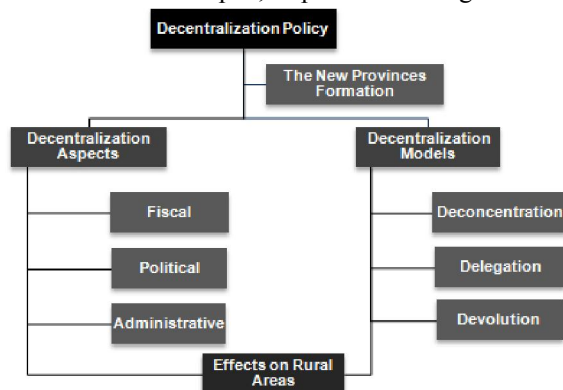 Decentralization Policy
The New Provinces
Formation
Decentralization
Aspects
Decentralization
Models
Fiscal
Deconcentration
Political
Delegation
Administrative
Devolution
Effects on Rural
Areas